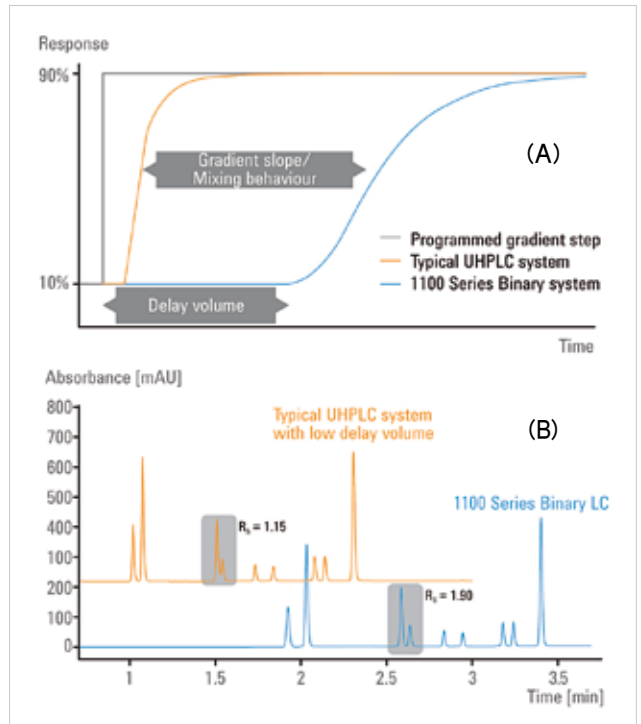 Response
90%
(A)
Gradient slope/
Mixing behaviour
Programmed gradient step
Typical UHPLC system
1100 Series Binary system
10%
Delay volume
Time
Absorbance [mAU]
800
700
600
500
400
300
200
100
0
Typical UHPLC system
with low delay volume
(B)
1100 Series Binary LC
Rs = 1.15
Rs = 1.90
1
1.5
2
2.5
3
3.5
Time [min]